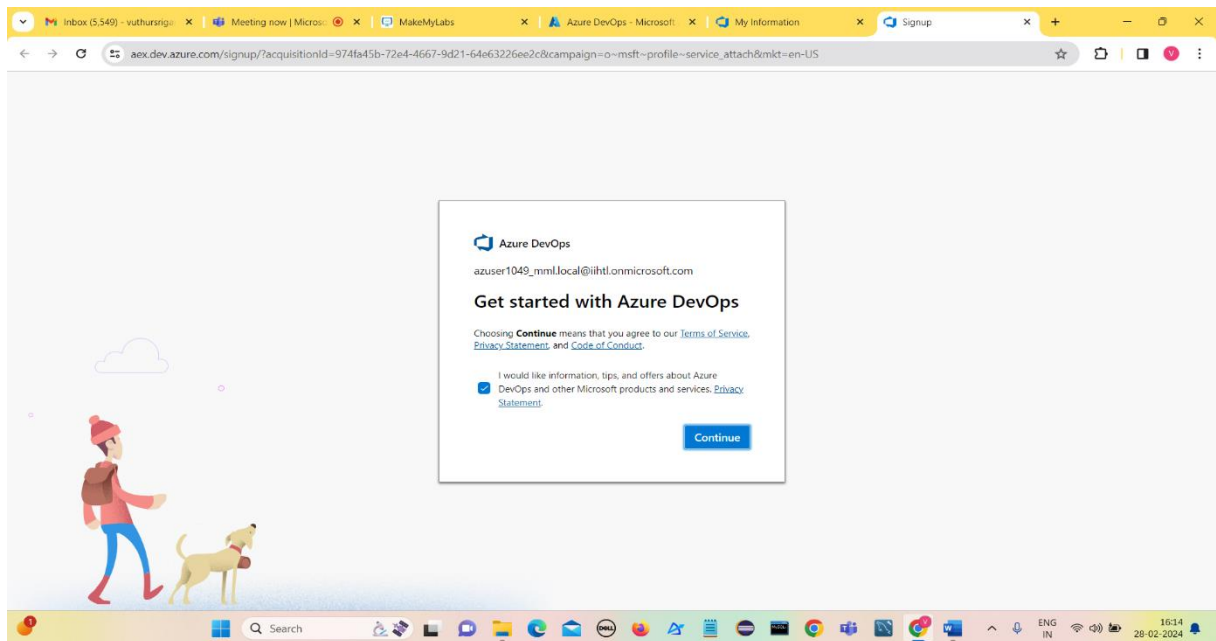 Inbox (5,549) - vuthursriga
Meeting now | Microso
MakeMyLabs
Azure DevOps - Microsoft
My Information
Signup
aex.dev.azure.com/signup/?acquisitionId=974fa45b-72e4-4667-9d21-64e63226ee2c&campaign=o~msft~profile~service_attach&mkt=en-US
V
Azure DevOps
azuser1049_mml.local@iihtl.onmicrosoft.com
Get started with Azure DevOps
Choosing Continue means that you agree to our Terms of Service,
Privacy Statement, and Code of Conduct.
I would like information, tips, and offers about Azure
DevOps and other Microsoft products and services. Privacy
Statement.
Continue
1
Search
DELL
V
ENG
IN
16:14
28-02-2024